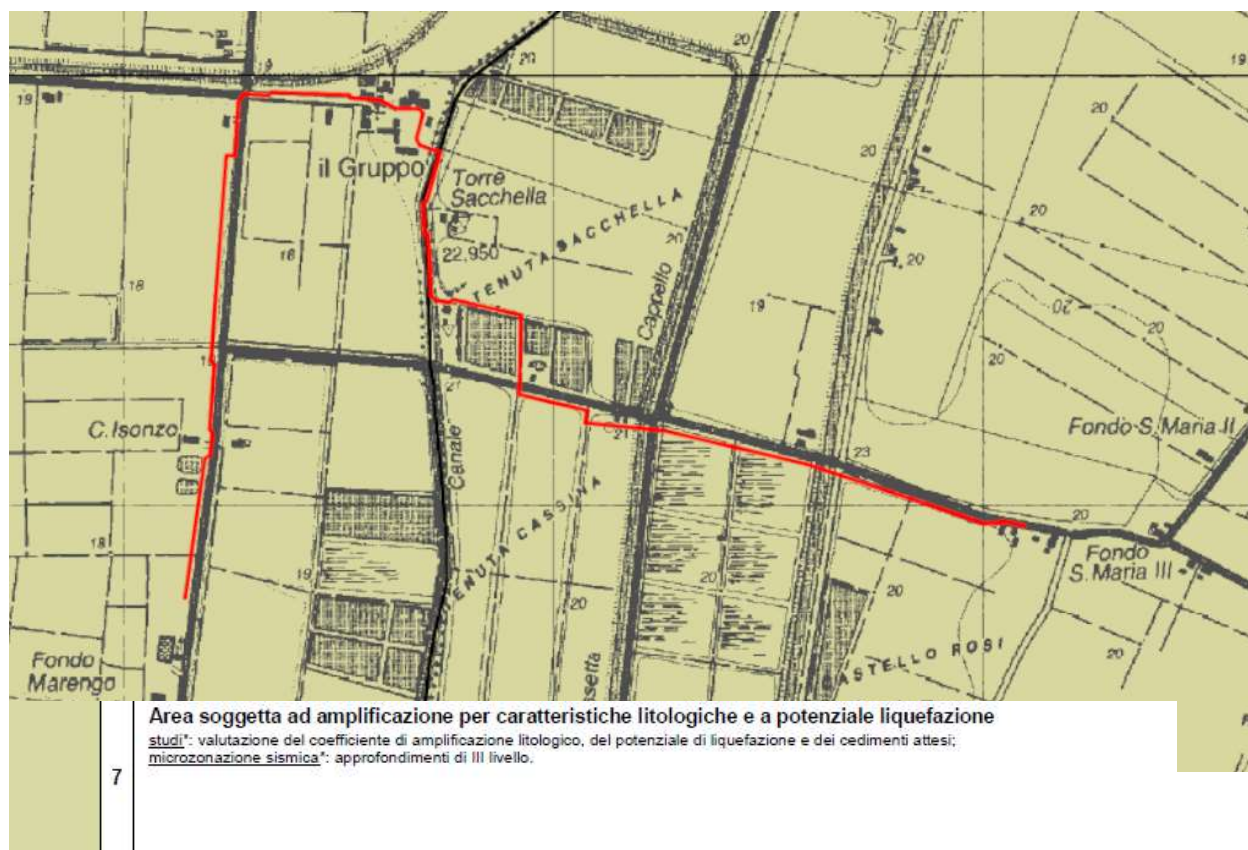 20
20
19
19
20
il Gruppo
Torre
Sacchella
22,950
TENUTA SACCHELLA
20
20
20
18
18
19
20
20
20
Cappello
21
21
C. Isonzo
Fondo S. Maria II
23
Canale
TENUTA CASSINA
18
19
20
20
20
20
Fondo
S. Maria III
CASTELLO ROSI
20
Fondo
Marengo
Area soggetta ad amplificazione per caratteristiche litologiche e a potenziale liquefazione
studi*: valutazione del coefficiente di amplificazione litologico, del potenziale di liquefazione e dei cedimenti attesi;
microzonazione sismica*: approfondimenti di III livello.
7